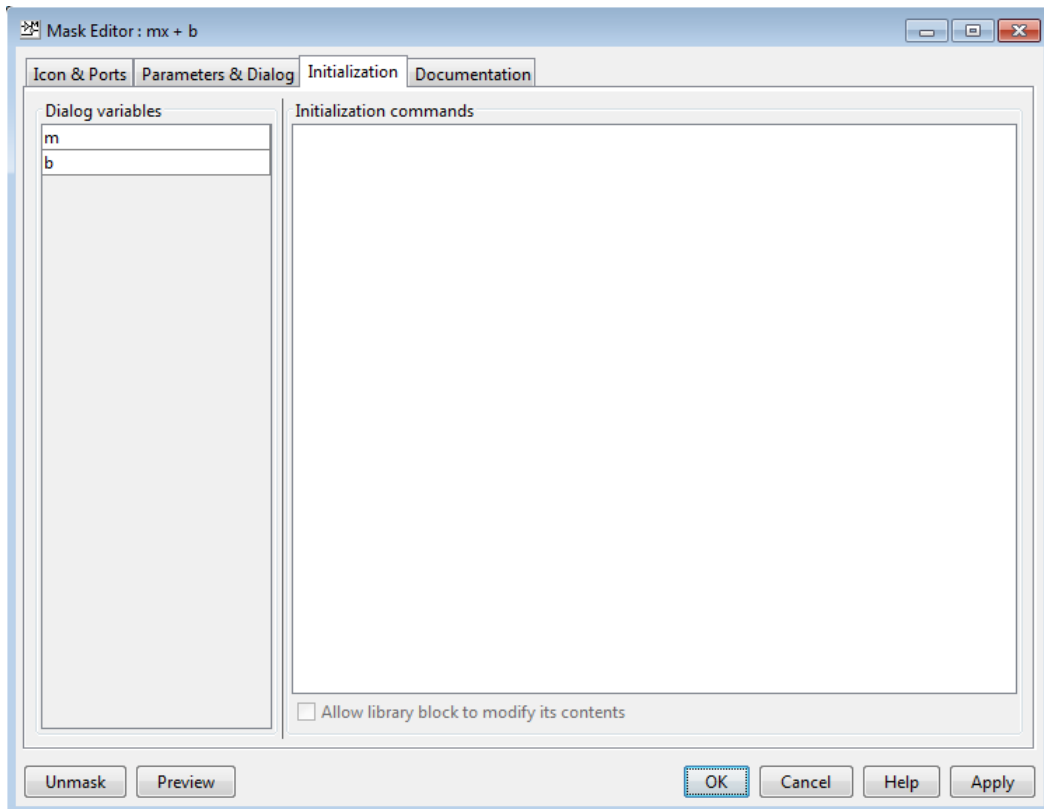 Mask Editor : mx + b
Icon & Ports Parameters & Dialog Initialization Documentation
Dialog variables
m
b
Initialization commands
Allow library block to modify its contents
Unmask Preview OK Cancel Help Apply